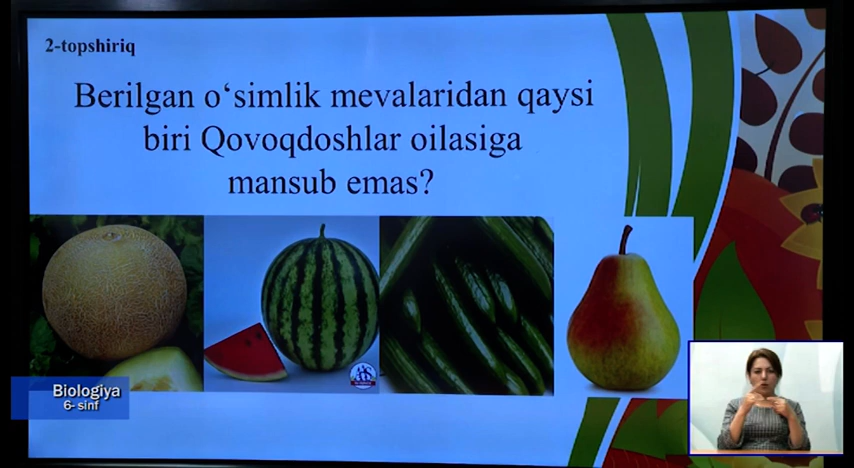 2-topshiriq
Berilgan o‘simlik mevalaridan qaysi
biri Qovoqdoshlar oilasiga
mansub emas?
Biologiya
6- sinf